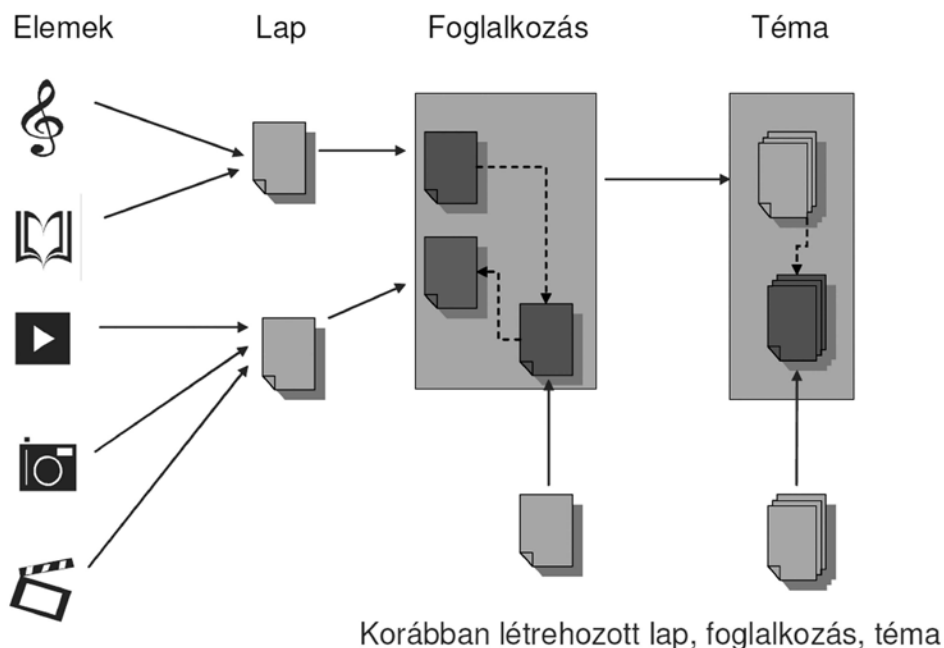 Elemek Lap Foglalkozás Téma
Korábban létrehozott lap, foglalkozás, téma